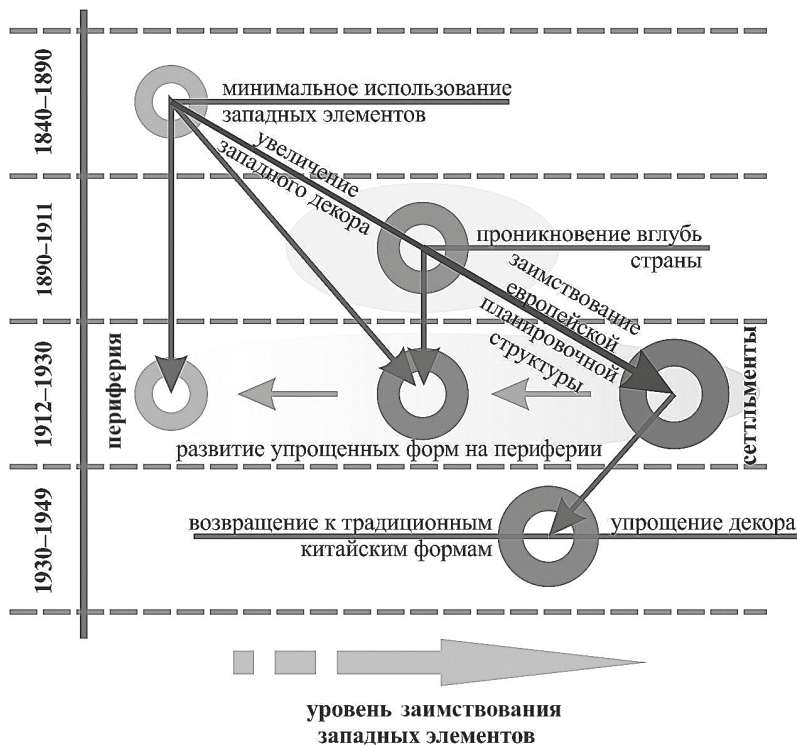 1840–1890
минимальное использование
западных элементов
увеличение
западного декора
1890–1911
проникновение вглубь
страны
заимствование
европейской
планировочной
структуры
1912–1930
периферия
сеттльменты
развитие упрощенных форм на периферии
1930–1949
возвращение к традиционным
китайским формам
упрощение декора
уровень заимствования
западных элементов